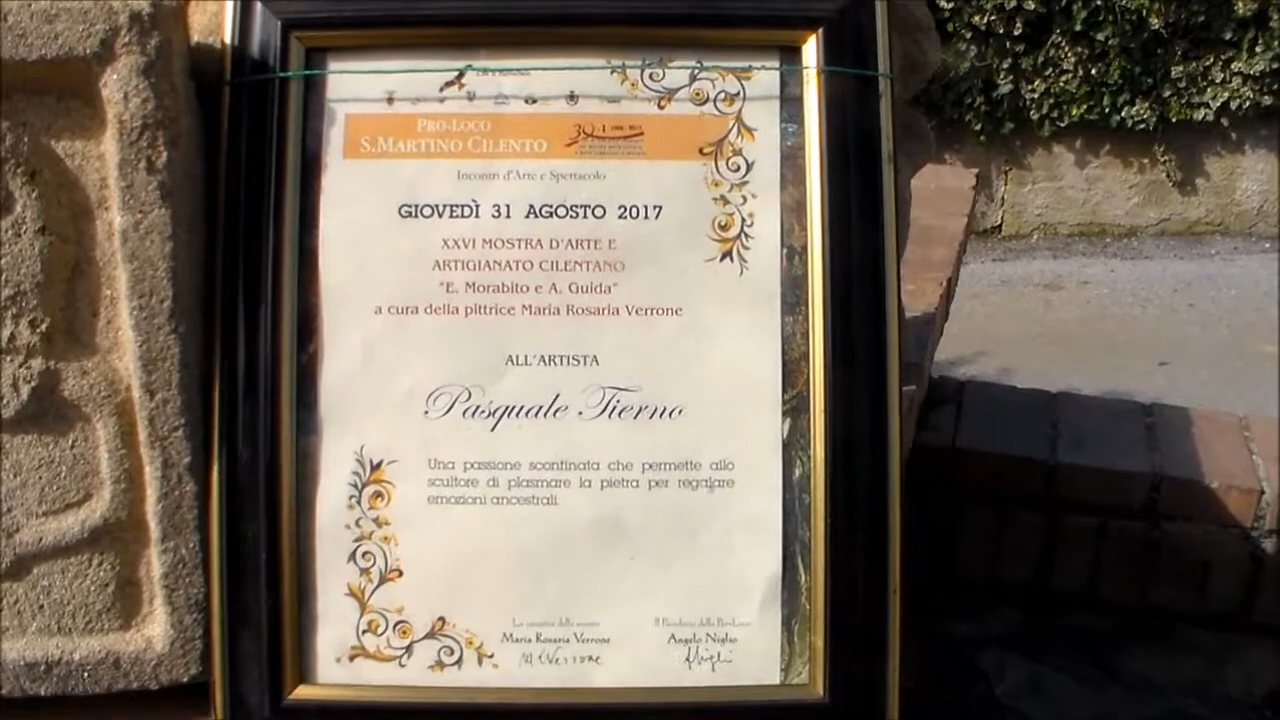 PRO-LOCO
S.MARTINO CILENTO
Incontri d'Arte e Spettacolo
GIOVEDÌ 31 AGOSTO 2017
XXVI MOSTRA D'ARTE E
ARTIGIANATO CILENTANO
"E. Morabito e A. Guida"
a cura della pittrice Maria Rosaria Verrone
ALL'ARTISTA
Pasquale Tierno
Una passione sconfinata che permette allo
scultore di plasmare la pietra per regalare
emozioni ancestrali
Maria Rosaria Verrone
Angelo Niglio